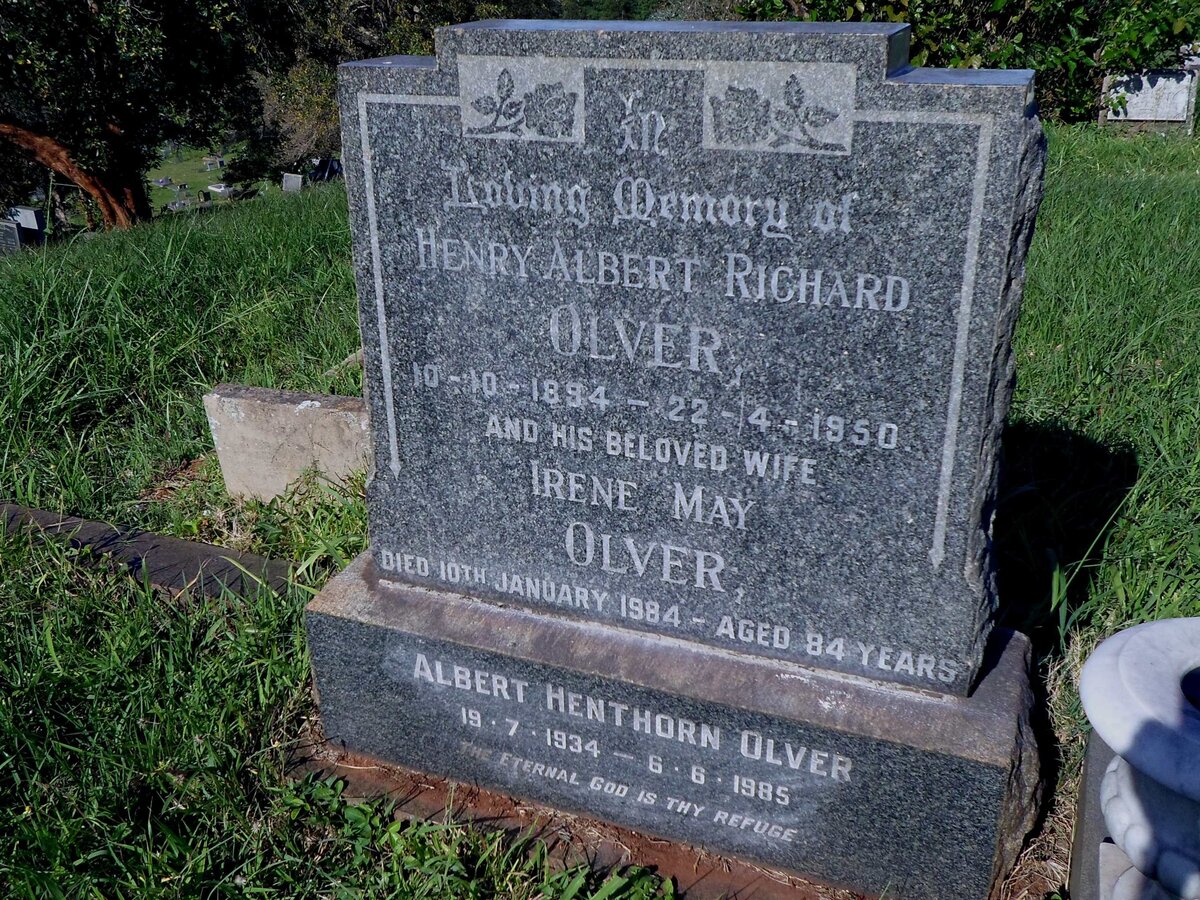 In
Loving Memory of
HENRY ALBERT RICHARD
OLVER,
10-10-1894 — 22-4-1950.
AND HIS BELOVED WIFE
IRENE MAY
OLVER,
DIED 10TH JANUARY 1984 - AGED 84 YEARS
ALBERT HENTHORN OLVER
19·7·1934 — 6·6·1985
THE ETERNAL GOD IS THY REFUGE